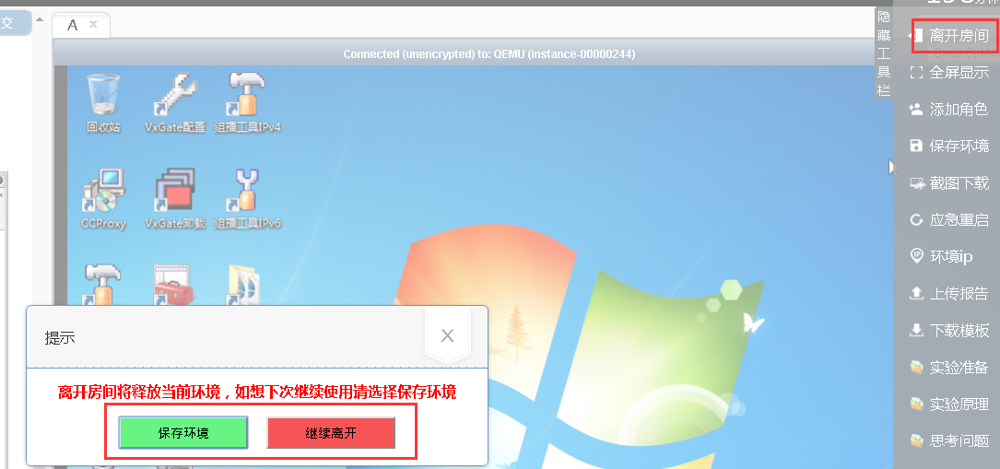 交
A ×
Connected (unencrypted) to: QEMU (instance-00000244)
回收站
VxGate配置
组播工具IPv4
CCProxy
VxGate卸载
组播工具IPv6
提示
X
离开房间将释放当前环境，如想下次继续使用请选择保存环境
保存环境
继续离开
隐藏工具栏
离开房间
全屏显示
添加角色
保存环境
截图下载
应急重启
环境ip
上传报告
下载模板
实验准备
实验原理
思考问题